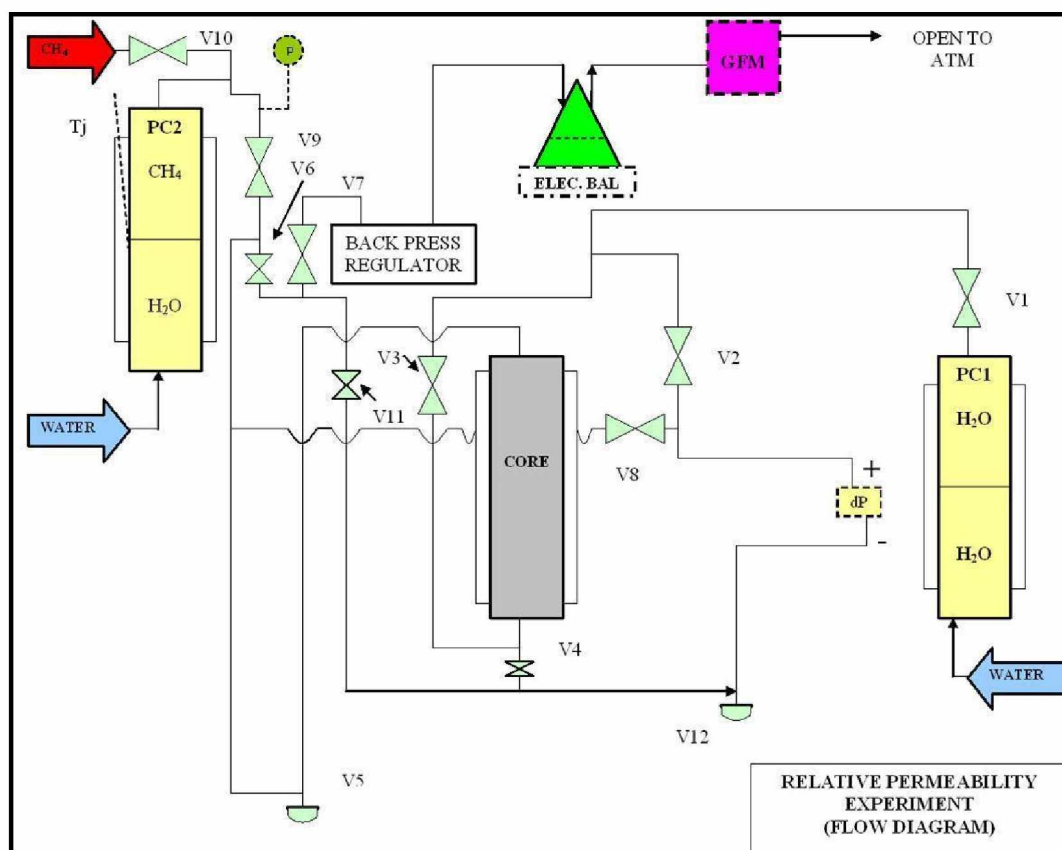 CH₄
V10
P
GFM
OPEN TO
ATM
Tj
PC2
CH₄
H₂O
V9
V6
V7
ELEC. BAL
BACK PRESS
REGULATOR
V1
V3
V2
V11
PC1
H₂O
H₂O
WATER
CORE
V8
+
dP
-
V4
WATER
V12
V5
RELATIVE PERMEABILITY
EXPERIMENT
(FLOW DIAGRAM)